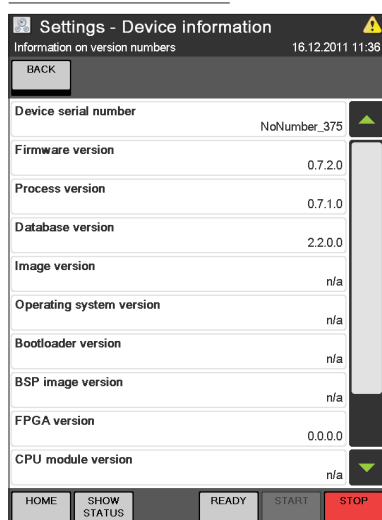 Settings - Device information
Information on version numbers 16.12.2011 11:36
BACK
Device serial number
NoNumber_375
Firmware version
0.7.2.0
Process version
0.7.1.0
Database version
2.2.0.0
Image version
n/a
Operating system version
n/a
Bootloader version
n/a
BSP image version
n/a
FPGA version
0.0.0.0
CPU module version
n/a
HOME SHOW STATUS READY START STOP